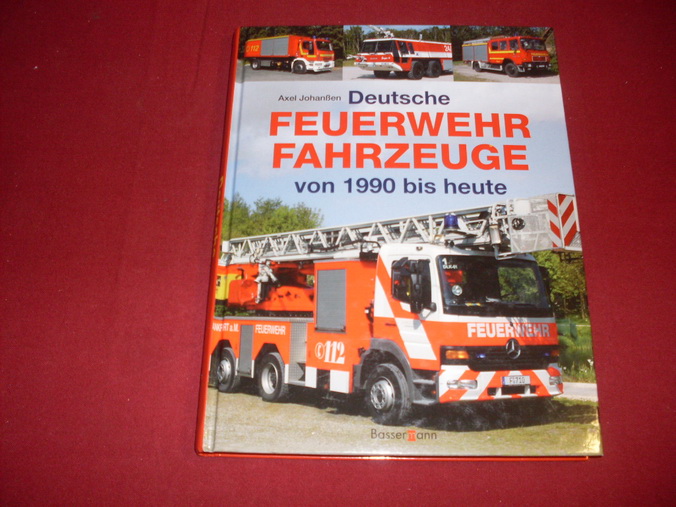 112
Axel Johanßen Deutsche
FEUERWEHR
FAHRZEUGE
von 1990 bis heute
FEUERWEHR
FEUERWEHR
112
Bassermann